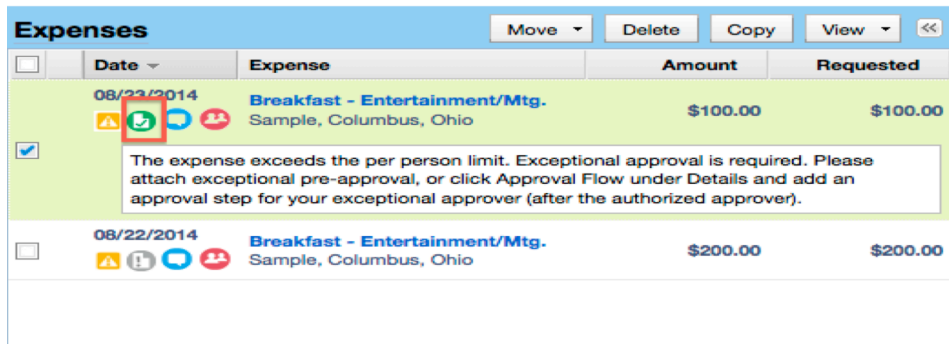 Expenses Move Delete Copy View <<
Date Expense Amount Requested
08/23/2014 Breakfast - Entertainment/Mtg. $100.00 $100.00
Sample, Columbus, Ohio
The expense exceeds the per person limit. Exceptional approval is required. Please
attach exceptional pre-approval, or click Approval Flow under Details and add an
approval step for your exceptional approver (after the authorized approver).
08/22/2014 Breakfast - Entertainment/Mtg. $200.00 $200.00
Sample, Columbus, Ohio